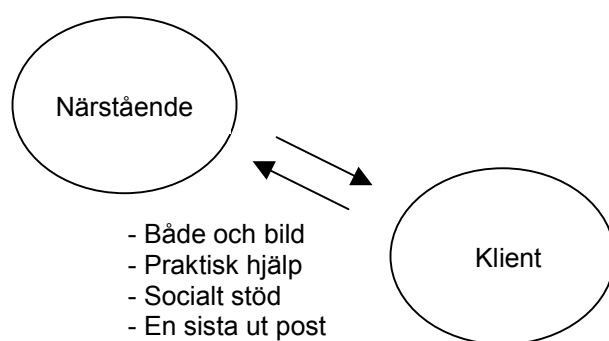 Närstående
- Både och bild
- Praktisk hjälp
- Socialt stöd
- En sista ut post
Klient